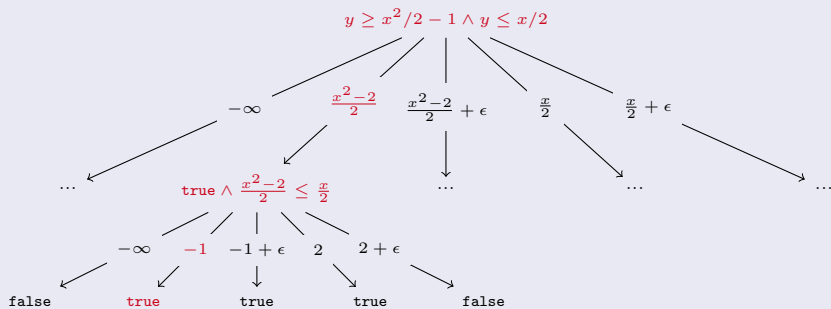 y ≥ x²/2 − 1 ∧ y ≤ x/2
−∞ (x²−2)/2 (x²−2)/2 + ϵ x/2 x/2 + ϵ
... true ∧ (x²−2)/2 ≤ x/2 ... ... ...
−∞ −1 −1 + ϵ 2 2 + ϵ
false true true true false